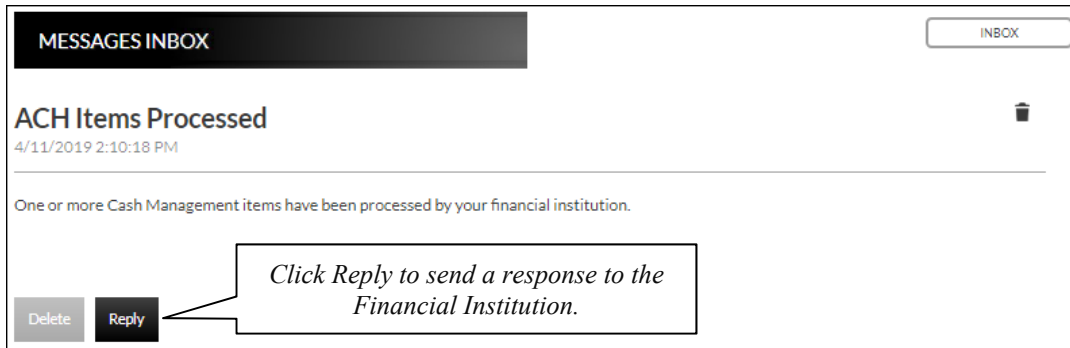 MESSAGES INBOX
INBOX
ACH Items Processed
4/11/2019 2:10:18 PM
One or more Cash Management items have been processed by your financial institution.
Click Reply to send a response to the
Financial Institution.
Delete
Reply